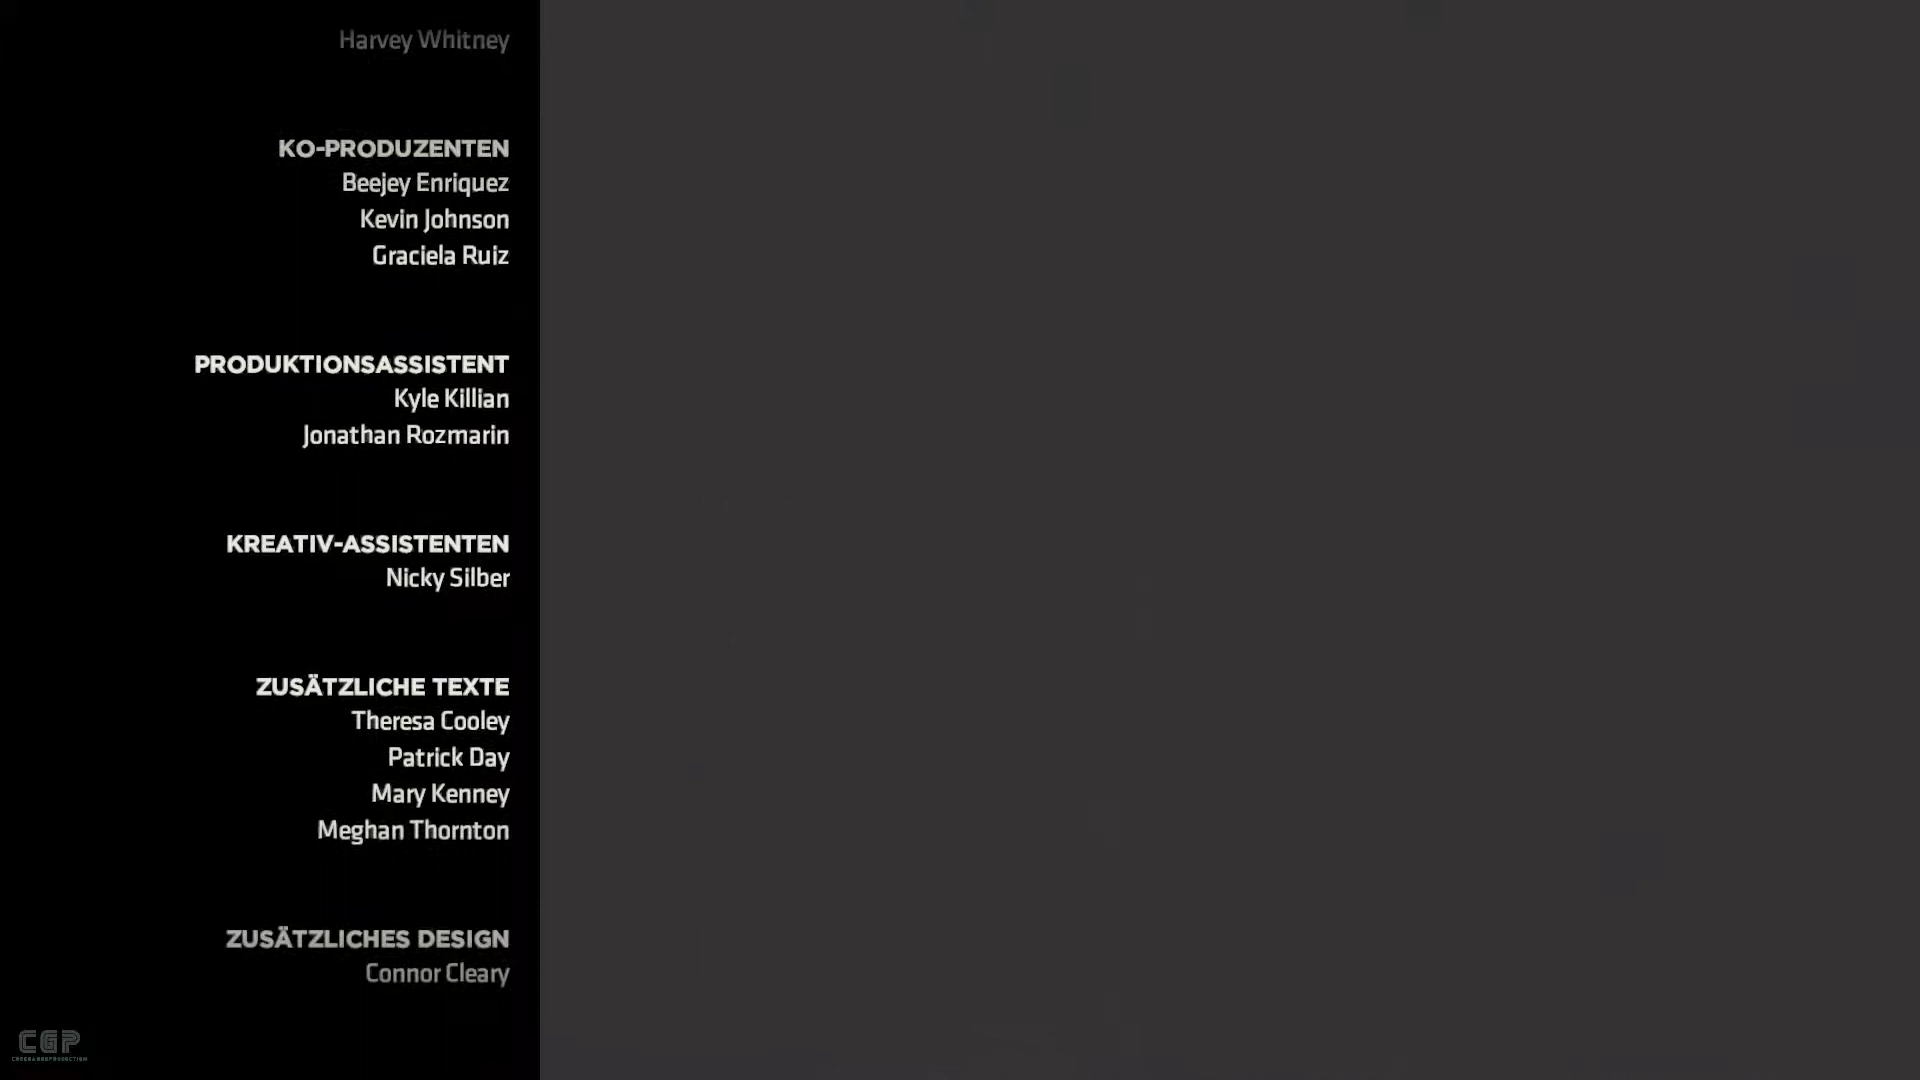 Harvey Whitney
KO-PRODUZENTEN
Beejey Enriquez
Kevin Johnson
Graciela Ruiz
PRODUKTIONSASSISTENT
Kyle Killian
Jonathan Rozmarin
KREATIV-ASSISTENTEN
Nicky Silber
ZUSÄTZLICHE TEXTE
Theresa Cooley
Patrick Day
Mary Kenney
Meghan Thornton
ZUSÄTZLICHES DESIGN
Connor Cleary
CGP